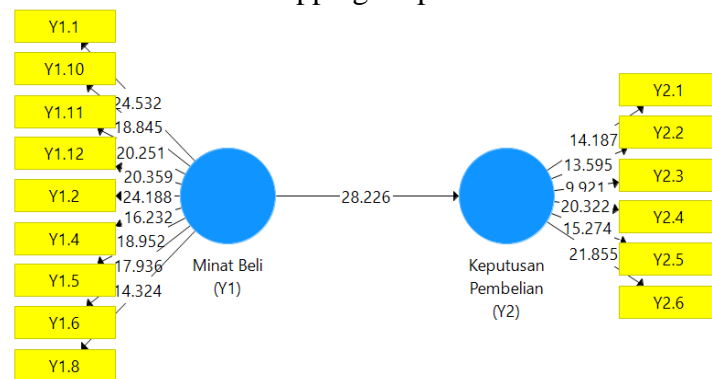 Y1.1
Y1.10
Y1.11
Y1.12
Y1.2
Y1.4
Y1.5
Y1.6
Y1.8
24.532
18.845
20.251
20.359
24.188
16.232
18.952
17.936
14.324
Minat Beli
(Y1)
28.226
Keputusan
Pembelian
(Y2)
14.187
13.595
9.921
20.322
15.274
21.855
Y2.1
Y2.2
Y2.3
Y2.4
Y2.5
Y2.6